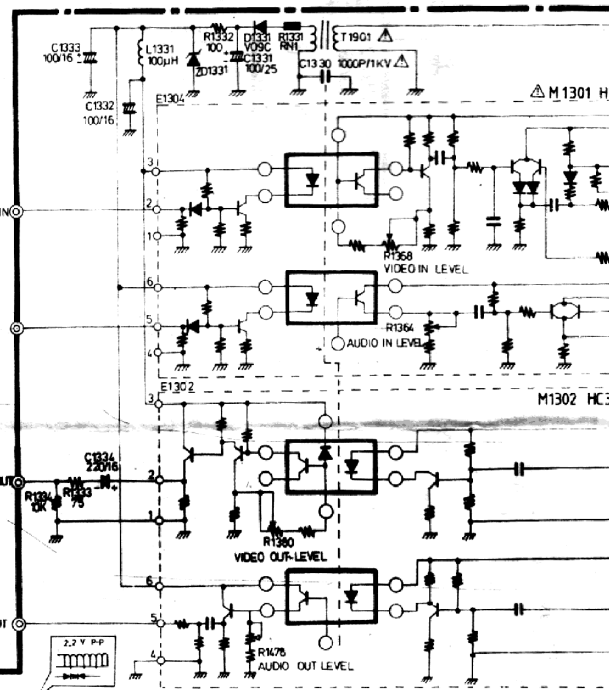 C1333
100/16
L1331
100µH
R1332
100
D1331
V09C
R1331
RN1
T1901
ZD1331
C1331
100/25
C1330 1000P/1KV
C1332
100/16
E1304
M1301 H
3
IN
2
1
R1368
VIDEO IN LEVEL
6
5
R1364
AUDIO IN LEVEL
4
E1302
M1302 HC3
3
C1334
220/16
UT
2
R1334
10K
R1333
75
1
R1380
VIDEO OUT LEVEL
6
5
UT
2,2 V P-P
4
R1478
AUDIO OUT LEVEL